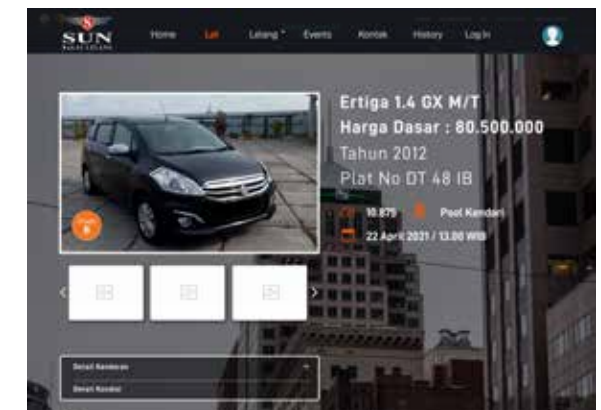 SUN
Home Lot Lelang Events Kontak History Log In
Ertiga 1.4 GX M/T
Harga Dasar : 80.500.000
Tahun 2012
Plat No DT 48 IB
10.875 Pool Kendari
22 April 2021 / 13.00 WIB
Detail Kendaraan
Detail Kondisi